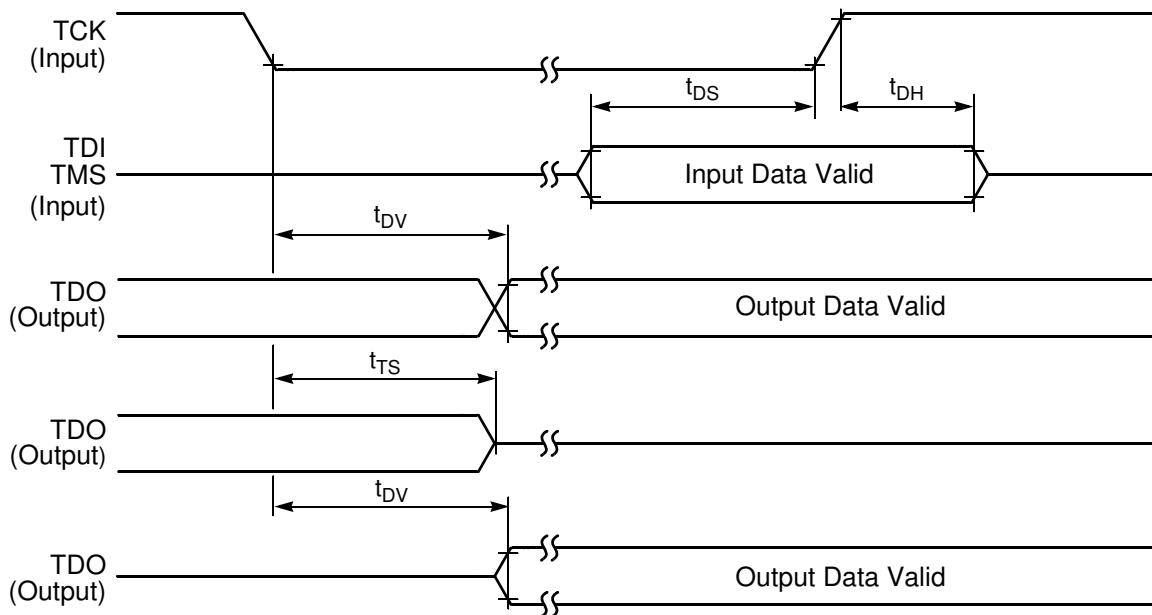 TCK
(Input)
t_DS
t_DH
TDI
TMS
(Input)
Input Data Valid
t_DV
TDO
(Output)
Output Data Valid
t_TS
TDO
(Output)
t_DV
TDO
(Output)
Output Data Valid